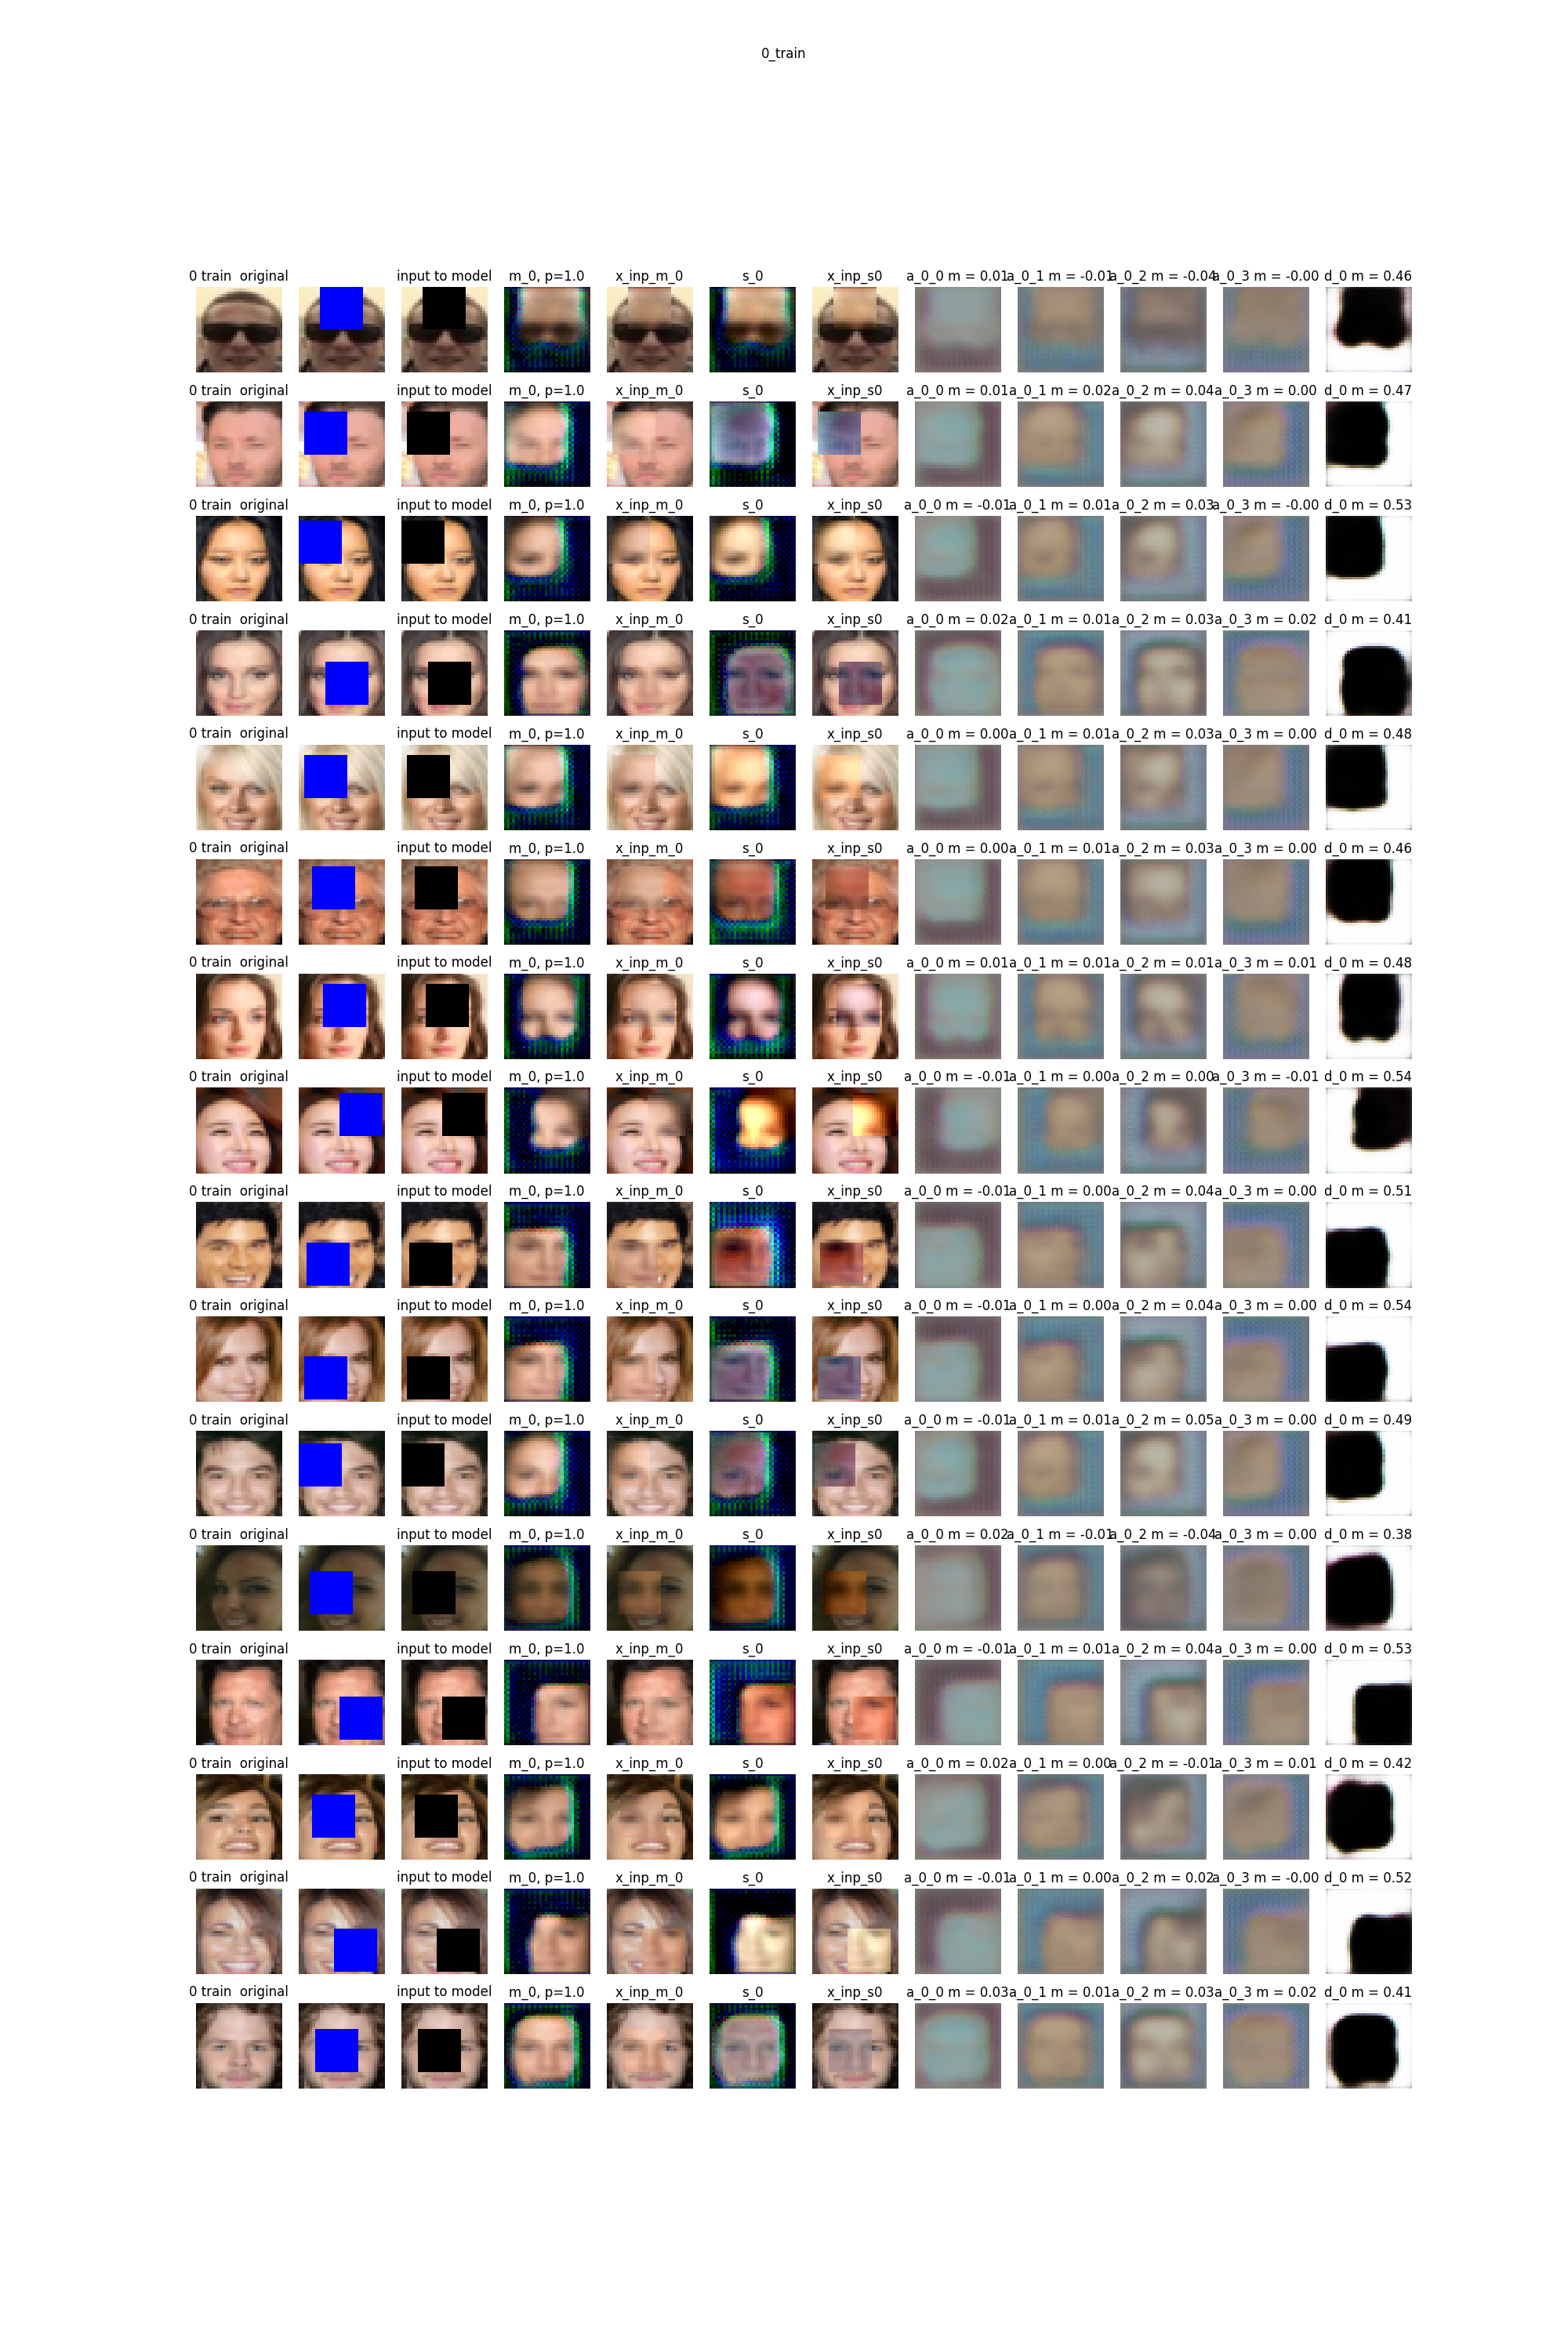 0_train
0 train original input to model m_0, p=1.0 x_inp_m_0 s_0 x_inp_s0 a_0_0 m = 0.01 a_0_1 m = -0.01 a_0_2 m = -0.04 a_0_3 m = -0.00 d_0 m = 0.46
0 train original input to model m_0, p=1.0 x_inp_m_0 s_0 x_inp_s0 a_0_0 m = 0.01 a_0_1 m = 0.02 a_0_2 m = 0.04 a_0_3 m = 0.00 d_0 m = 0.47
0 train original input to model m_0, p=1.0 x_inp_m_0 s_0 x_inp_s0 a_0_0 m = -0.01 a_0_1 m = 0.01 a_0_2 m = 0.03 a_0_3 m = -0.00 d_0 m = 0.53
0 train original input to model m_0, p=1.0 x_inp_m_0 s_0 x_inp_s0 a_0_0 m = 0.02 a_0_1 m = 0.01 a_0_2 m = 0.03 a_0_3 m = 0.02 d_0 m = 0.41
0 train original input to model m_0, p=1.0 x_inp_m_0 s_0 x_inp_s0 a_0_0 m = 0.00 a_0_1 m = 0.01 a_0_2 m = 0.03 a_0_3 m = 0.00 d_0 m = 0.48
0 train original input to model m_0, p=1.0 x_inp_m_0 s_0 x_inp_s0 a_0_0 m = 0.00 a_0_1 m = 0.01 a_0_2 m = 0.03 a_0_3 m = 0.00 d_0 m = 0.46
0 train original input to model m_0, p=1.0 x_inp_m_0 s_0 x_inp_s0 a_0_0 m = 0.01 a_0_1 m = 0.01 a_0_2 m = 0.01 a_0_3 m = 0.01 d_0 m = 0.48
0 train original input to model m_0, p=1.0 x_inp_m_0 s_0 x_inp_s0 a_0_0 m = -0.01 a_0_1 m = 0.00 a_0_2 m = 0.00 a_0_3 m = -0.01 d_0 m = 0.54
0 train original input to model m_0, p=1.0 x_inp_m_0 s_0 x_inp_s0 a_0_0 m = -0.01 a_0_1 m = 0.00 a_0_2 m = 0.04 a_0_3 m = 0.00 d_0 m = 0.51
0 train original input to model m_0, p=1.0 x_inp_m_0 s_0 x_inp_s0 a_0_0 m = -0.01 a_0_1 m = 0.00 a_0_2 m = 0.04 a_0_3 m = 0.00 d_0 m = 0.54
0 train original input to model m_0, p=1.0 x_inp_m_0 s_0 x_inp_s0 a_0_0 m = -0.01 a_0_1 m = 0.01 a_0_2 m = 0.05 a_0_3 m = 0.00 d_0 m = 0.49
0 train original input to model m_0, p=1.0 x_inp_m_0 s_0 x_inp_s0 a_0_0 m = 0.02 a_0_1 m = -0.01 a_0_2 m = -0.04 a_0_3 m = 0.00 d_0 m = 0.38
0 train original input to model m_0, p=1.0 x_inp_m_0 s_0 x_inp_s0 a_0_0 m = -0.01 a_0_1 m = 0.01 a_0_2 m = 0.04 a_0_3 m = 0.00 d_0 m = 0.53
0 train original input to model m_0, p=1.0 x_inp_m_0 s_0 x_inp_s0 a_0_0 m = 0.02 a_0_1 m = 0.00 a_0_2 m = -0.01 a_0_3 m = 0.01 d_0 m = 0.42
0 train original input to model m_0, p=1.0 x_inp_m_0 s_0 x_inp_s0 a_0_0 m = -0.01 a_0_1 m = 0.00 a_0_2 m = 0.02 a_0_3 m = -0.00 d_0 m = 0.52
0 train original input to model m_0, p=1.0 x_inp_m_0 s_0 x_inp_s0 a_0_0 m = 0.03 a_0_1 m = 0.01 a_0_2 m = 0.03 a_0_3 m = 0.02 d_0 m = 0.41